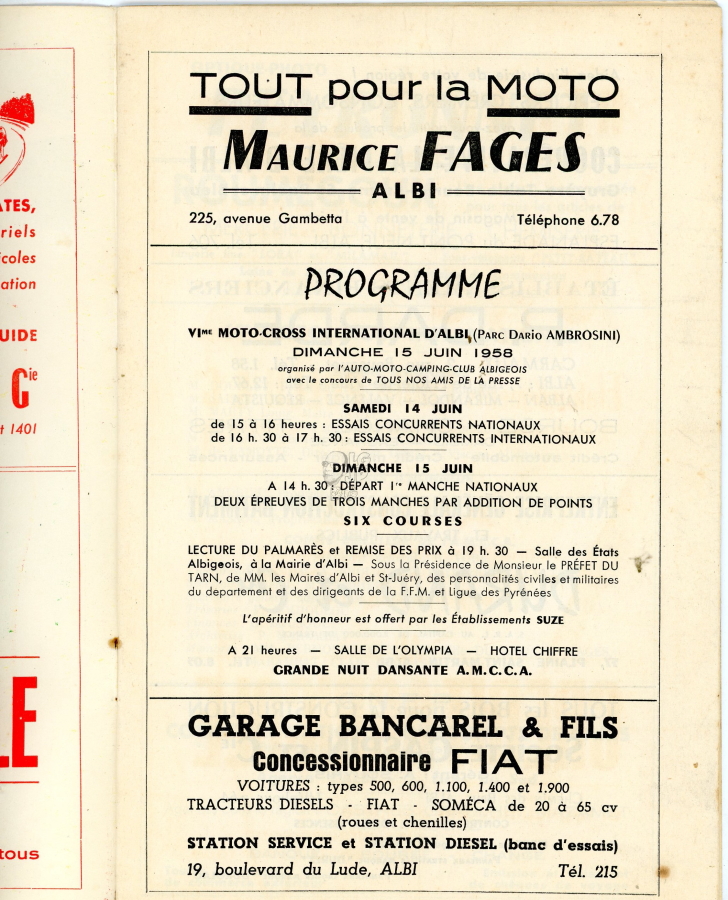 ATES,
riels
icoles
ation
UIDE
Gie
t 1401
LE
tous
TOUT pour la MOTO
MAURICE FAGES
ALBI
225, avenue Gambetta Téléphone 6.78
PROGRAMME
VIME MOTO-CROSS INTERNATIONAL D'ALBI, (PARC DARIO AMBROSINI)
DIMANCHE 15 JUIN 1958
organisé par l'AUTO-MOTO-CAMPING-CLUB ALBIGEOIS
avec le concours de TOUS NOS AMIS DE LA PRESSE
SAMEDI 14 JUIN
de 15 à 16 heures : ESSAIS CONCURRENTS NATIONAUX
de 16 h. 30 à 17 h. 30 : ESSAIS CONCURRENTS INTERNATIONAUX
DIMANCHE 15 JUIN
A 14 h. 30 : DÉPART 1re MANCHE NATIONAUX
DEUX ÉPREUVES DE TROIS MANCHES PAR ADDITION DE POINTS
SIX COURSES
LECTURE DU PALMARÈS et REMISE DES PRIX à 19 h. 30 — Salle des États
Albigeois, à la Mairie d'Albi — Sous la Présidence de Monsieur le PRÉFET DU
TARN, de MM. les Maires d'Albi et St-Juéry, des personnalités civiles et militaires
du departement et des dirigeants de la F.F.M. et Ligue des Pyrénées
L'apéritif d'honneur est offert par les Établissements SUZE
A 21 heures — SALLE DE L'OLYMPIA — HOTEL CHIFFRE
GRANDE NUIT DANSANTE A.M.C.C.A.
GARAGE BANCAREL & FILS
Concessionnaire FIAT
VOITURES : types 500, 600, 1.100, 1.400 et 1.900
TRACTEURS DIESELS - FIAT - SOMÉCA de 20 à 65 cv
(roues et chenilles)
STATION SERVICE et STATION DIESEL (banc d'essais)
19, boulevard du Lude, ALBI Tél. 215